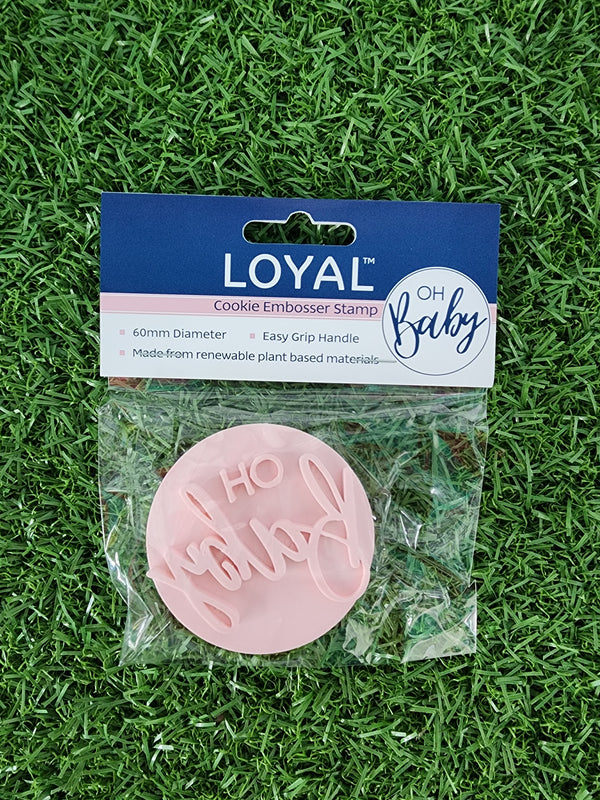 LOYAL™
Cookie Embosser Stamp
OH
Baby
60mm Diameter
Easy Grip Handle
Made from renewable plant based materials
OH
Baby